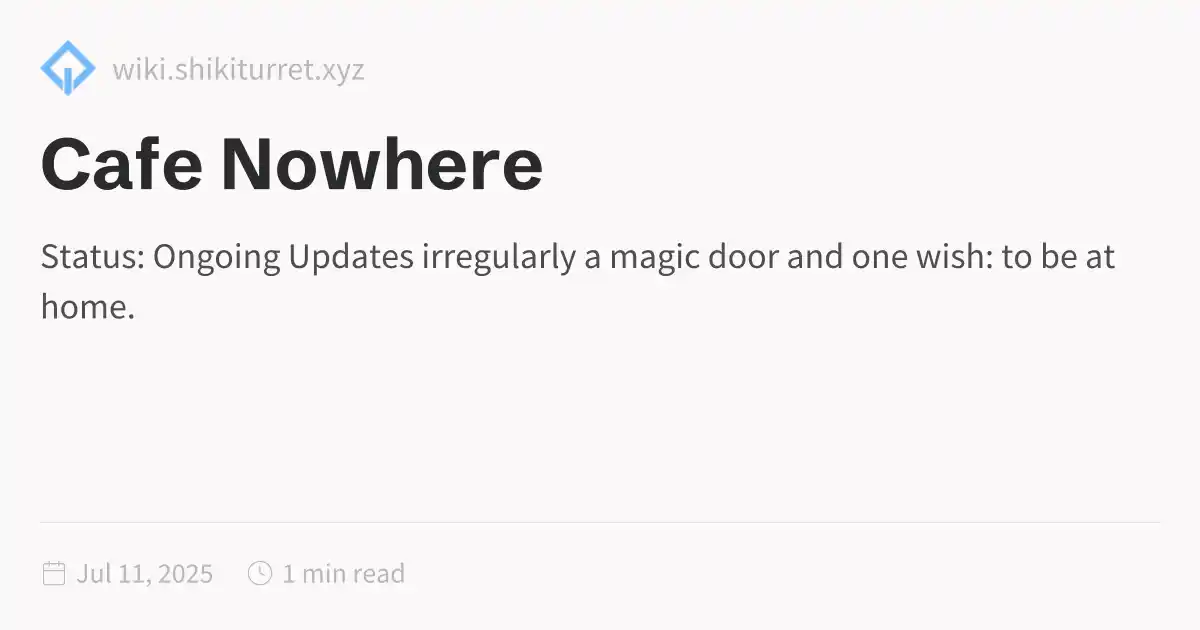 wiki.shikiturret.xyz
Cafe Nowhere
Status: Ongoing Updates irregularly a magic door and one wish: to be at
home.
Jul 11, 2025
1 min read